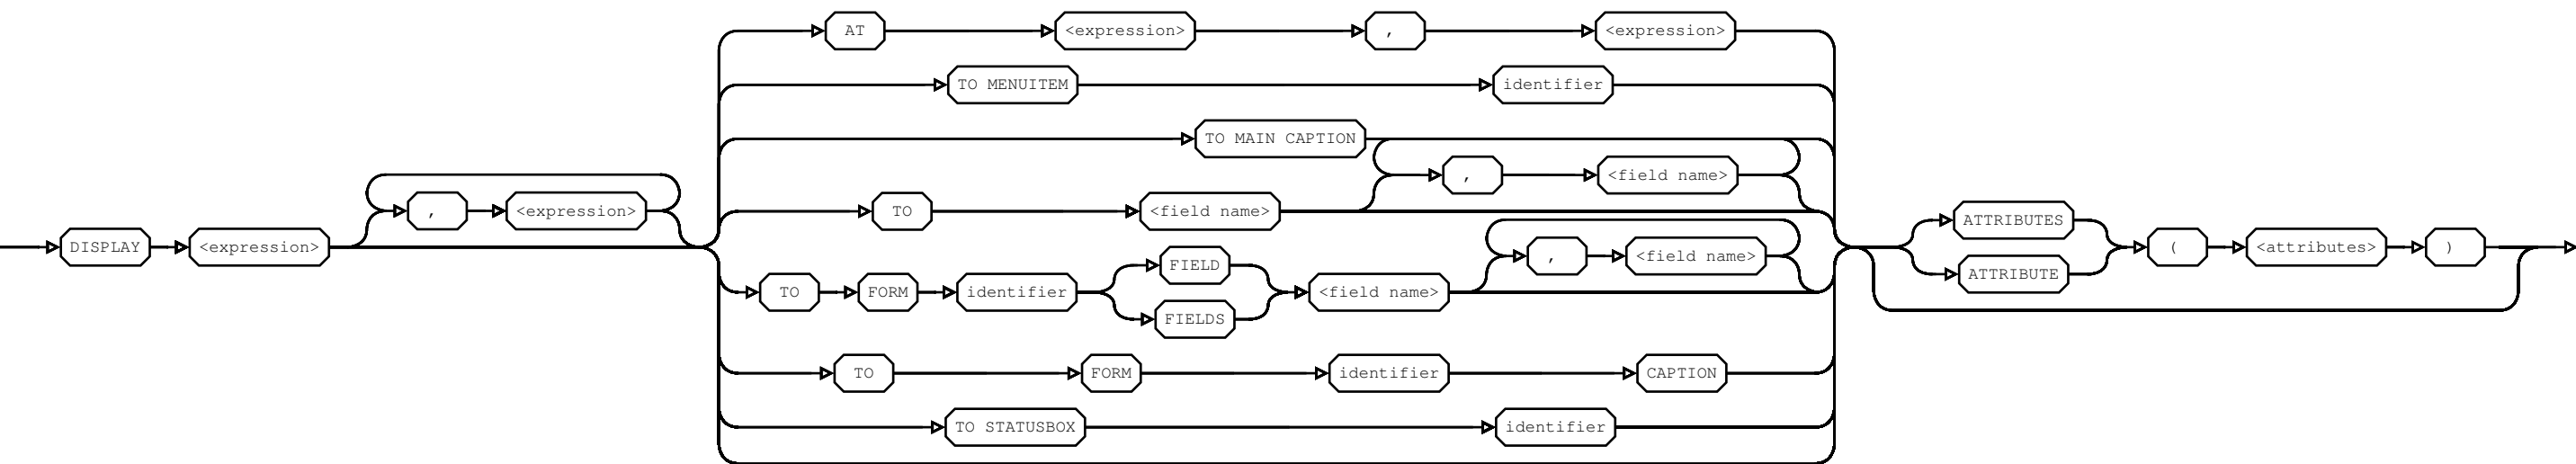 AT <expression> , <expression>
TO MENUITEM identifier
TO MAIN CAPTION
, <field name>
, <expression> TO <field name>
ATTRIBUTES
DISPLAY <expression> ( <attributes> )
, <field name>
FIELD
ATTRIBUTE
TO FORM identifier <field name>
FIELDS
TO FORM identifier CAPTION
TO STATUSBOX identifier